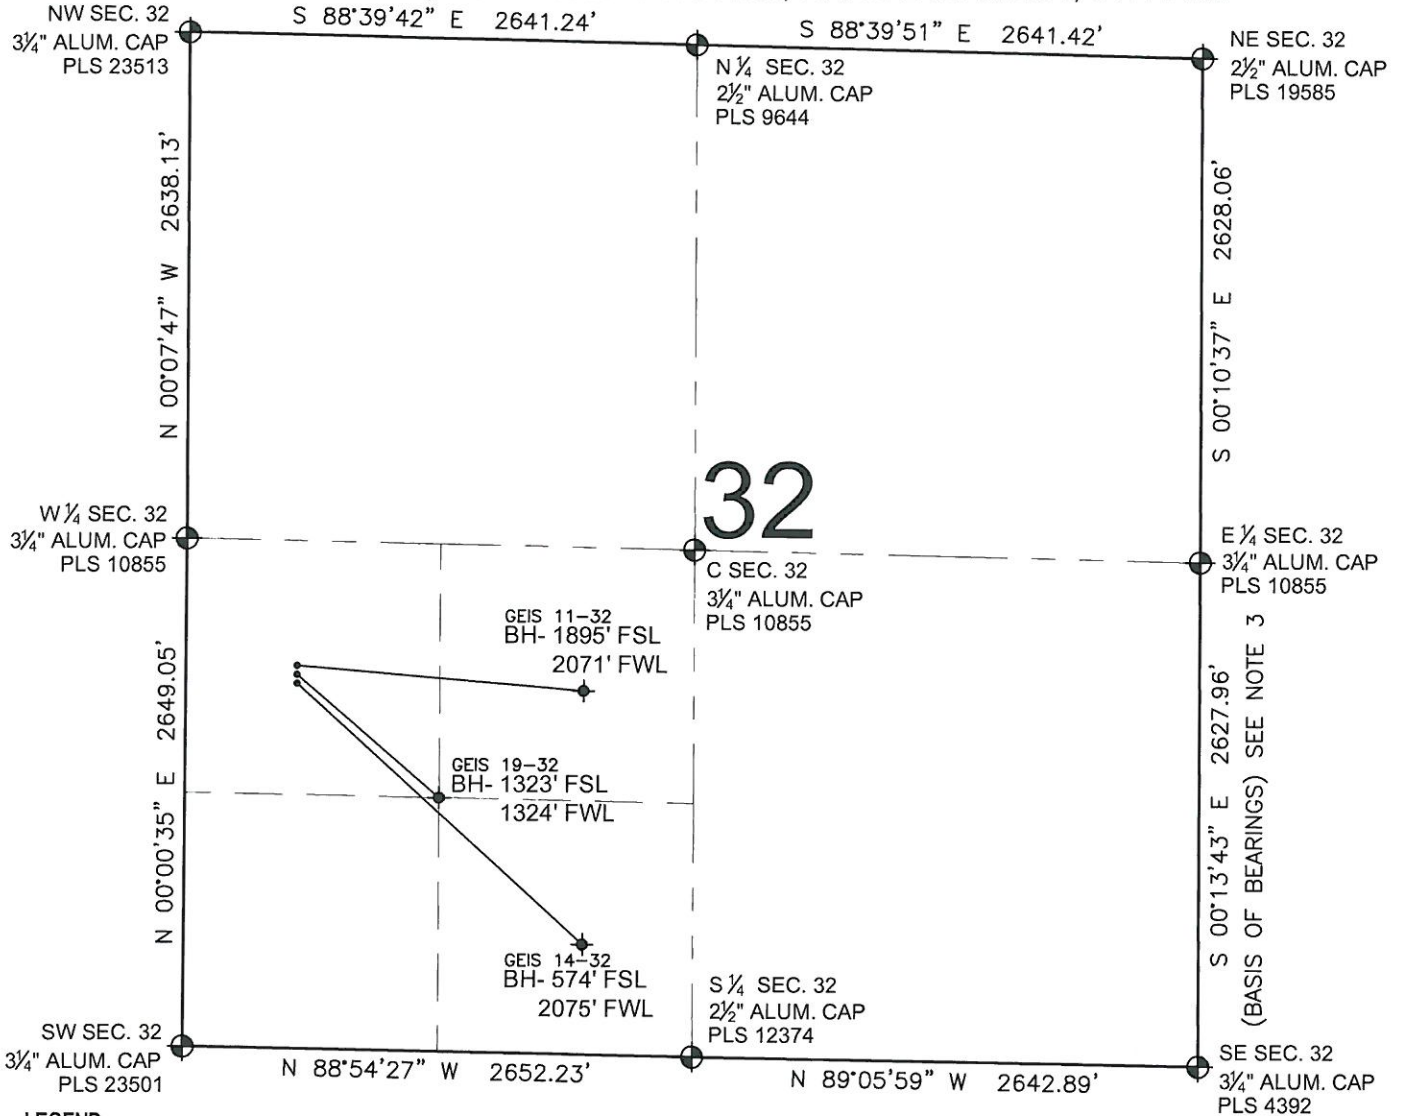 NW SEC. 32
3¼" ALUM. CAP
PLS 23513
S 88°39'42" E 2641.24'
S 88°39'51" E 2641.42'
NE SEC. 32
2½" ALUM. CAP
PLS 19585
N ¼ SEC. 32
2½" ALUM. CAP
PLS 9644
N 00°07'47" W 2638.13'
S 00°10'37" E 2628.06'
32
W ¼ SEC. 32
3¼" ALUM. CAP
PLS 10855
C SEC. 32
3¼" ALUM. CAP
PLS 10855
E ¼ SEC. 32
3¼" ALUM. CAP
PLS 10855
GEIS 11-32
BH- 1895' FSL
2071' FWL
N 00°00'35" E 2649.05'
GEIS 19-32
BH- 1323' FSL
1324' FWL
S 00°13'43" E 2627.96'
(BASIS OF BEARINGS) SEE NOTE 3
GEIS 14-32
BH- 574' FSL
2075' FWL
S ¼ SEC. 32
2½" ALUM. CAP
PLS 12374
SW SEC. 32
3¼" ALUM. CAP
PLS 23501
N 88°54'27" W 2652.23'
N 89°05'59" W 2642.89'
SE SEC. 32
3¼" ALUM. CAP
PLS 4392
LEGEND